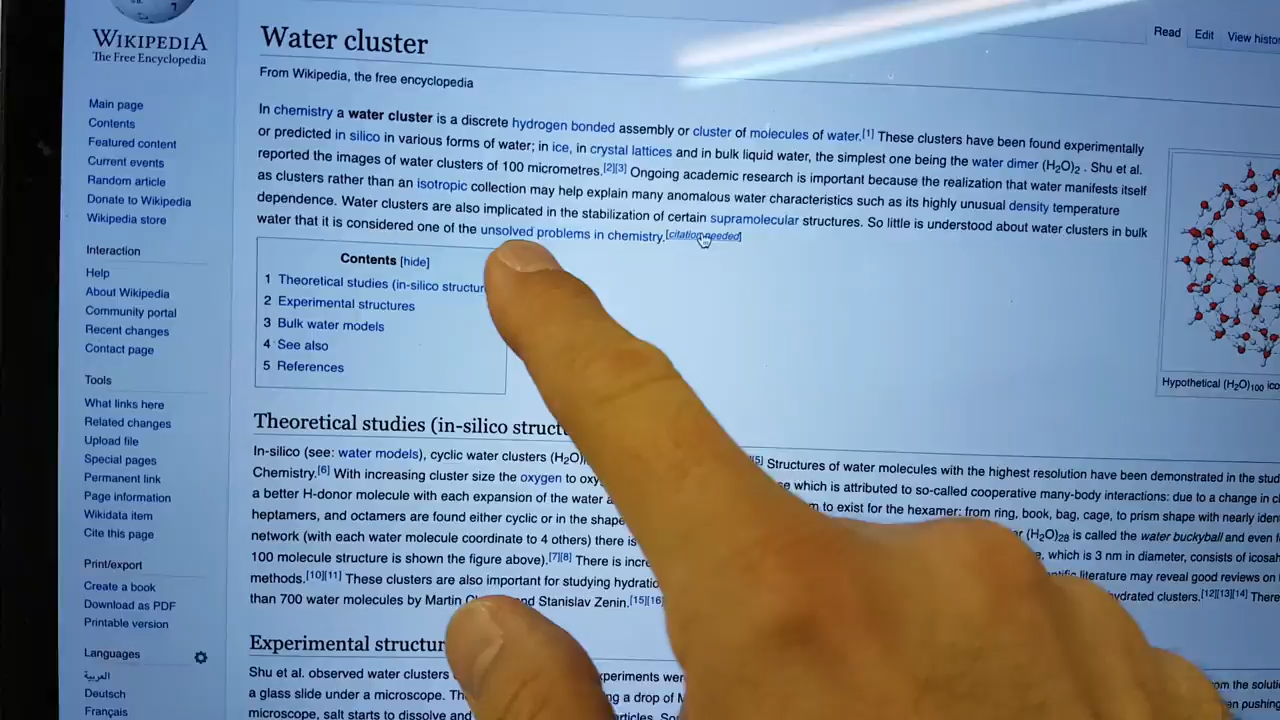 WIKIPEDIA
The Free Encyclopedia
Main page
Contents
Featured content
Current events
Random article
Donate to Wikipedia
Wikipedia store
Interaction
Help
About Wikipedia
Community portal
Recent changes
Contact page
Tools
What links here
Related changes
Upload file
Special pages
Permanent link
Page information
Wikidata item
Cite this page
Print/export
Create a book
Download as PDF
Printable version
Languages
العربية
Deutsch
Français
Read Edit View histo
Water cluster
From Wikipedia, the free encyclopedia
In chemistry a water cluster is a discrete hydrogen bonded assembly or cluster of molecules of water.[1] These clusters have been found experimentally
or predicted in silico in various forms of water; in ice, in crystal lattices and in bulk liquid water, the simplest one being the water dimer (H2O)2 . Shu et al.
reported the images of water clusters of 100 micrometres.[2][3] Ongoing academic research is important because the realization that water manifests itself
as clusters rather than an isotropic collection may help explain many anomalous water characteristics such as its highly unusual density temperature
dependence. Water clusters are also implicated in the stabilization of certain supramolecular structures. So little is understood about water clusters in bulk
water that it is considered one of the unsolved problems in chemistry.[citation needed]
Contents [hide]
1 Theoretical studies (in-silico structur
2 Experimental structures
3 Bulk water models
4 See also
5 References
Hypothetical (H2O)100 ico
Theoretical studies (in-silico struct
In-silico (see: water models), cyclic water clusters (H2O) [5] Structures of water molecules with the highest resolution have been demonstrated in the stud
Chemistry.[6] With increasing cluster size the oxygen to oxy which is attributed to so-called cooperative many-body interactions: due to a change in c
a better H-donor molecule with each expansion of the water to exist for the hexamer: from ring, book, bag, cage, to prism shape with nearly iden
heptamers, and octamers are found either cyclic or in the shape (H2O)28 is called the water buckyball and even f
network (with each water molecule coordinate to 4 others) there is which is 3 nm in diameter, consists of icosah
100 molecule structure is shown the figure above).[7][8] There is incre literature may reveal good reviews on
methods.[10][11] These clusters are also important for studying hydratio hydrated clusters.[12][13][14] There
than 700 water molecules by Martin and Stanislav Zenin.[15][16]
Experimental structur
Shu et al. observed water clusters xperiments wer om the soluti
a glass slide under a microscope. Th ng a drop of en pushing
microscope, salt starts to dissolve and articles.